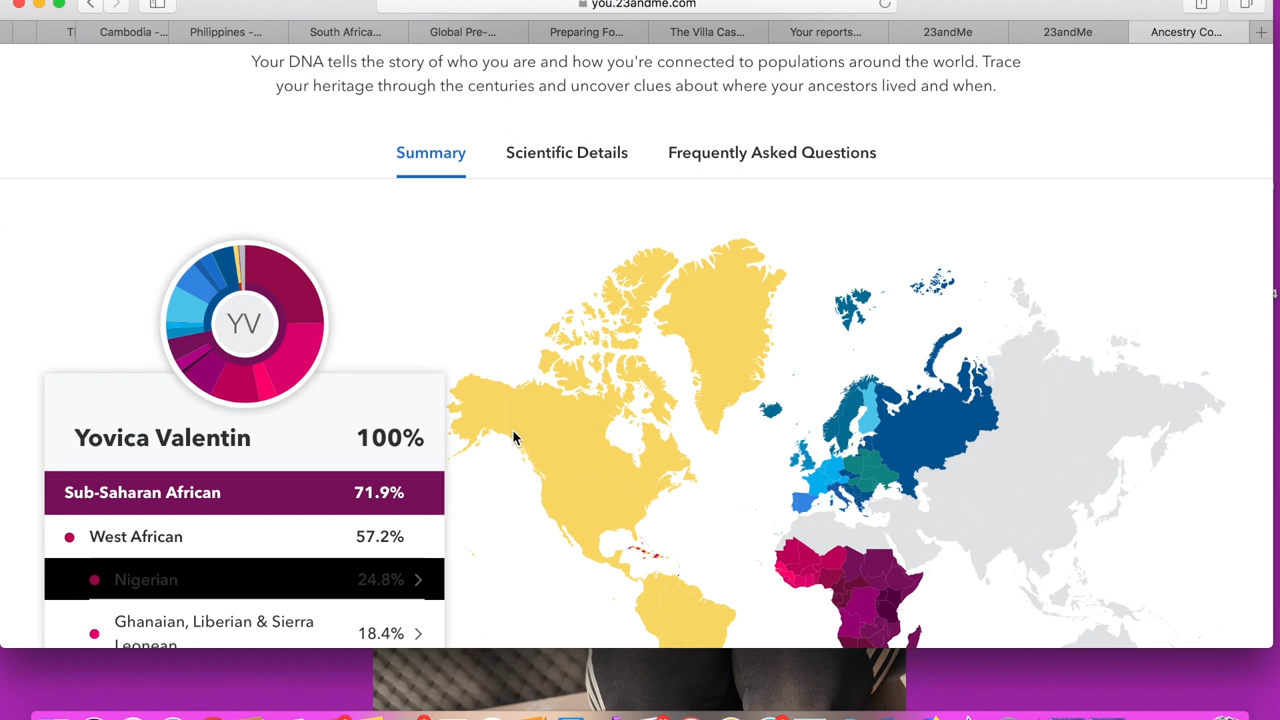 you.23andme.com
Cambodia -...
Philippines -...
South Africa...
Global Pre-...
Preparing Fo...
The Villa Cas...
Your reports...
23andMe
23andMe
Ancestry Co...
Your DNA tells the story of who you are and how you're connected to populations around the world. Trace
your heritage through the centuries and uncover clues about where your ancestors lived and when.
Summary
Scientific Details
Frequently Asked Questions
YV
Yovica Valentin 100%
Sub-Saharan African 71.9%
West African 57.2%
Nigerian 24.8%
Ghanaian, Liberian & Sierra
Leonean 18.4%